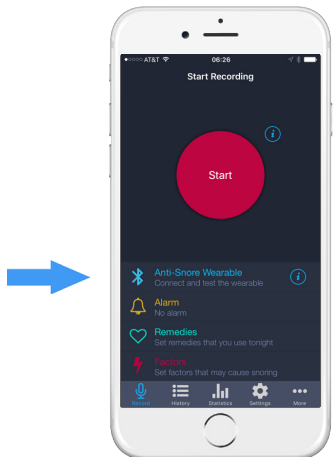 AT&T 06:26
Start Recording
Start
Anti-Snore Wearable
Connect and test the wearable
Alarm
No alarm
Remedies
Set remedies that you use tonight
Factors
Set factors that may cause snoring
Record History Statistics Settings More